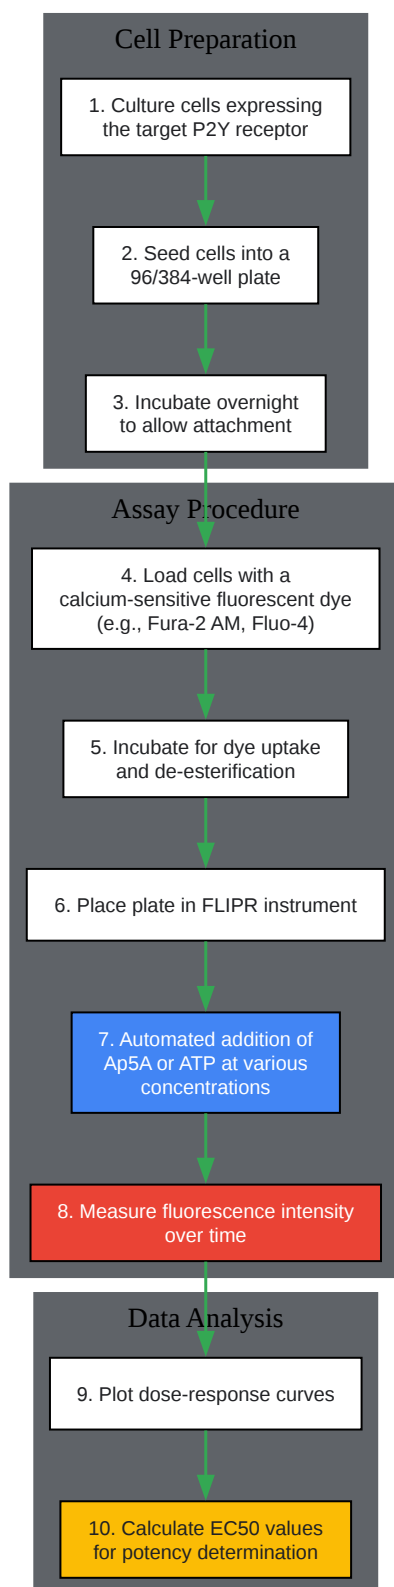 Cell Preparation
1. Culture cells expressing
the target P2Y receptor
2. Seed cells into a
96/384-well plate
3. Incubate overnight
to allow attachment
Assay Procedure
4. Load cells with a
calcium-sensitive fluorescent dye
(e.g., Fura-2 AM, Fluo-4)
5. Incubate for dye uptake
and de-esterification
6. Place plate in FLIPR instrument
7. Automated addition of
Ap5A or ATP at various
concentrations
8. Measure fluorescence intensity
over time
Data Analysis
9. Plot dose-response curves
10. Calculate EC50 values
for potency determination